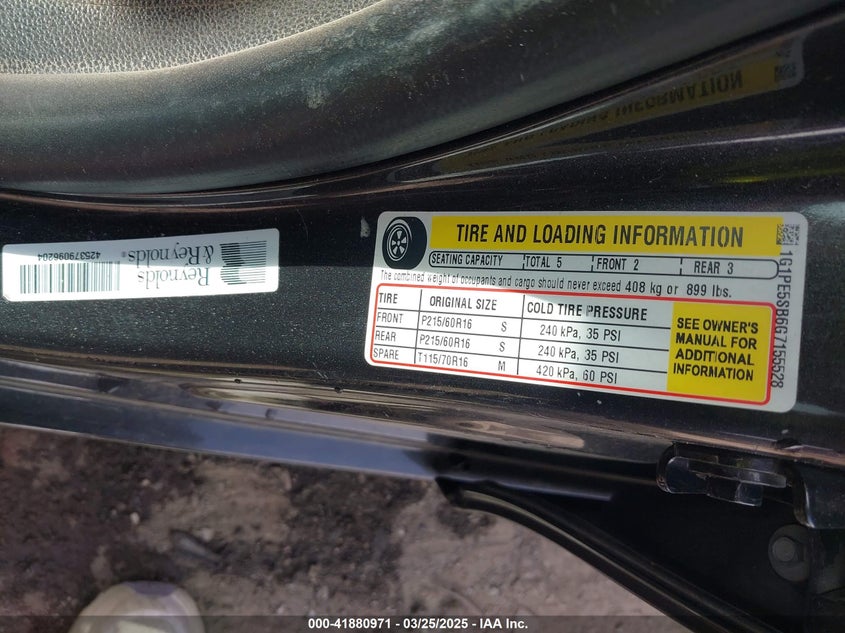 Reynolds
& Reynolds®
425379096204
TIRE AND LOADING INFORMATION
SEATING CAPACITY TOTAL 5 FRONT 2 REAR 3
The combined weight of occupants and cargo should never exceed 408 kg or 899 lbs.
TIRE ORIGINAL SIZE COLD TIRE PRESSURE
FRONT P215/60R16 S 240 kPa, 35 PSI
REAR P215/60R16 S 240 kPa, 35 PSI
SPARE T115/70R16 M 420 kPa, 60 PSI
SEE OWNER'S
MANUAL FOR
ADDITIONAL
INFORMATION
1G1PE5SB6G7155528
000-41880971 — 03/25/2025 — IAA Inc.